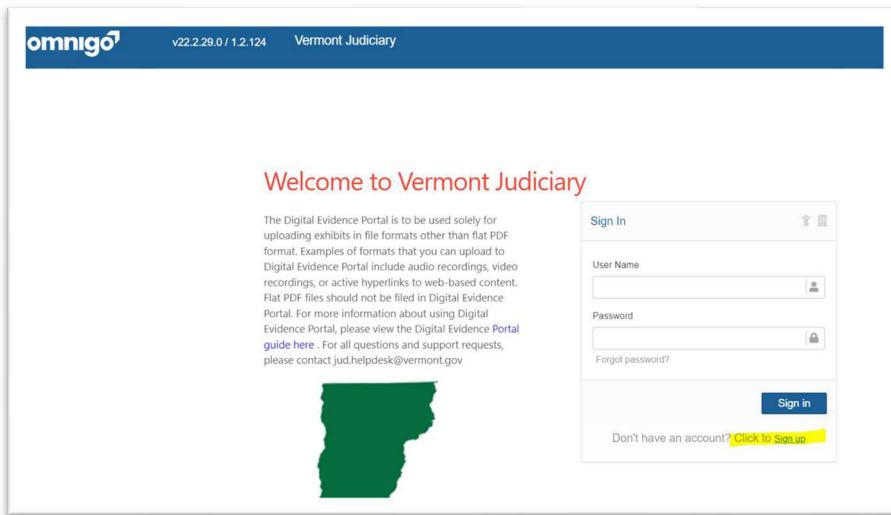 omnigo
v22.2.29.0 / 1.2.124
Vermont Judiciary
Welcome to Vermont Judiciary
The Digital Evidence Portal is to be used solely for
uploading exhibits in file formats other than flat PDF
format. Examples of formats that you can upload to
Digital Evidence Portal include audio recordings, video
recordings, or active hyperlinks to web-based content.
Flat PDF files should not be filed in Digital Evidence
Portal. For more information about using Digital
Evidence Portal, please view the Digital Evidence Portal
guide here . For all questions and support requests,
please contact jud.helpdesk@vermont.gov
Sign In
User Name
Password
Forgot password?
Sign in
Don't have an account? Click to Sign up